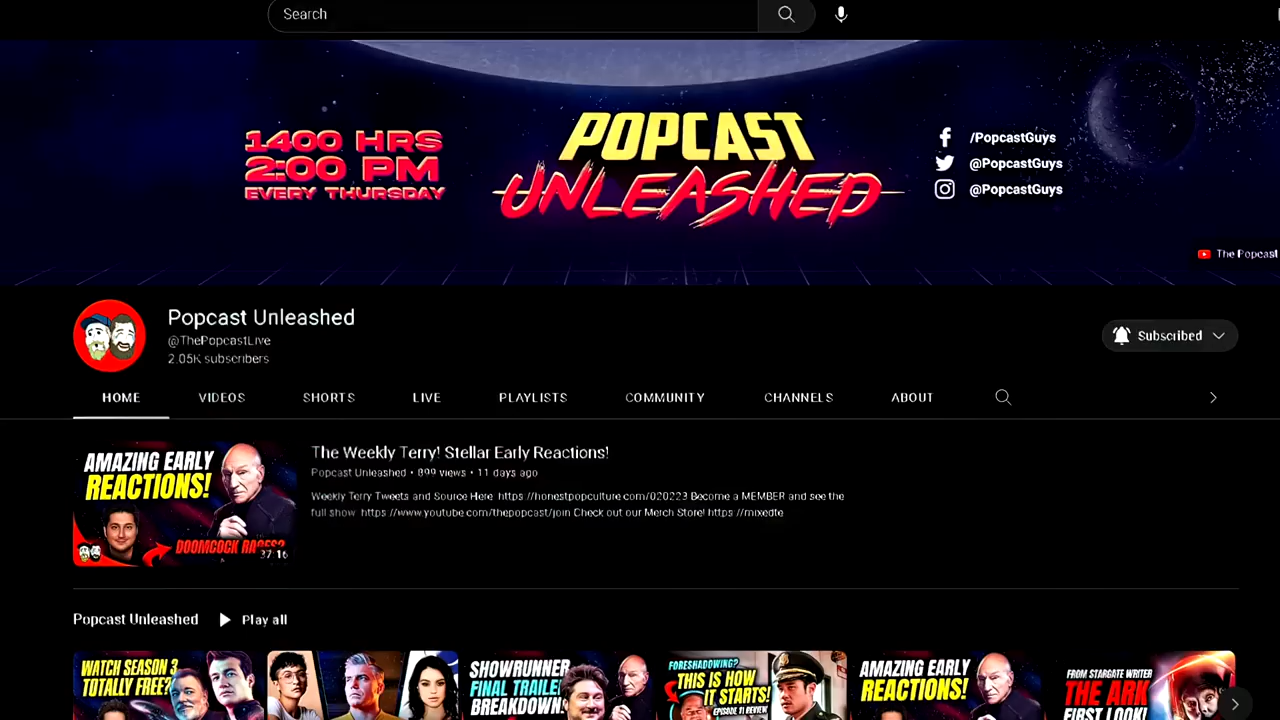 Search
1400 HRS
2:00 PM
EVERY THURSDAY
POPCAST
UNLEASHED
/PopcastGuys
@PopcastGuys
@PopcastGuys
The Popcast
Popcast Unleashed
@ThePopcastLive
2.05K subscribers
Subscribed
HOME VIDEOS SHORTS LIVE PLAYLISTS COMMUNITY CHANNELS ABOUT
AMAZING EARLY
REACTIONS!
DOOMCOCK RAGES?
37:16
The Weekly Terry! Stellar Early Reactions!
Popcast Unleashed • 899 views • 11 days ago
Weekly Terry Tweets and Source Here https://honestpopculture.com/020223 Become a MEMBER and see the
full show https://www.youtube.com/thepopcast/join Check out our Merch Store! https://mixedte
Popcast Unleashed Play all
WATCH SEASON 3
TOTALLY FREE?
SHOWRUNNER
FINAL TRAILER
BREAKDOWN!
FORESHADOWING?
THIS IS HOW
IT STARTS!
EPISODE 11 REVIEW
AMAZING EARLY
REACTIONS!
FROM STARGATE WRITER
THE ARK
FIRST LOOK!